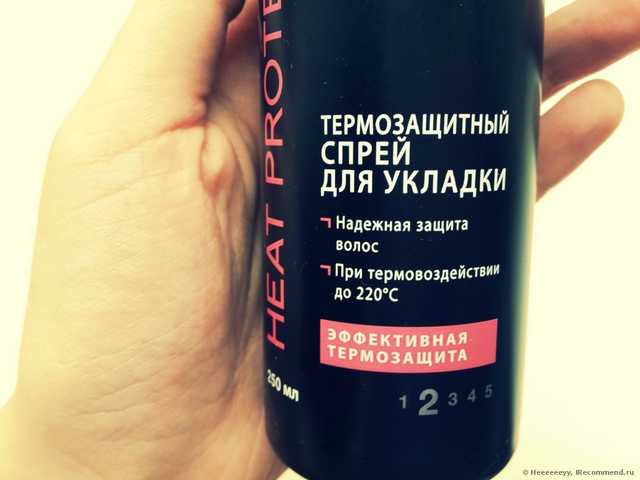 HEAT PROTE
ТЕРМОЗАЩИТНЫЙ
СПРЕЙ
ДЛЯ УКЛАДКИ
Надежная защита
волос
При термовоздействии
до 220°C
ЭФФЕКТИВНАЯ
ТЕРМОЗАЩИТА
250 мл
1 2 3 4 5
© Heeeeeeyy, IRecommend.ru